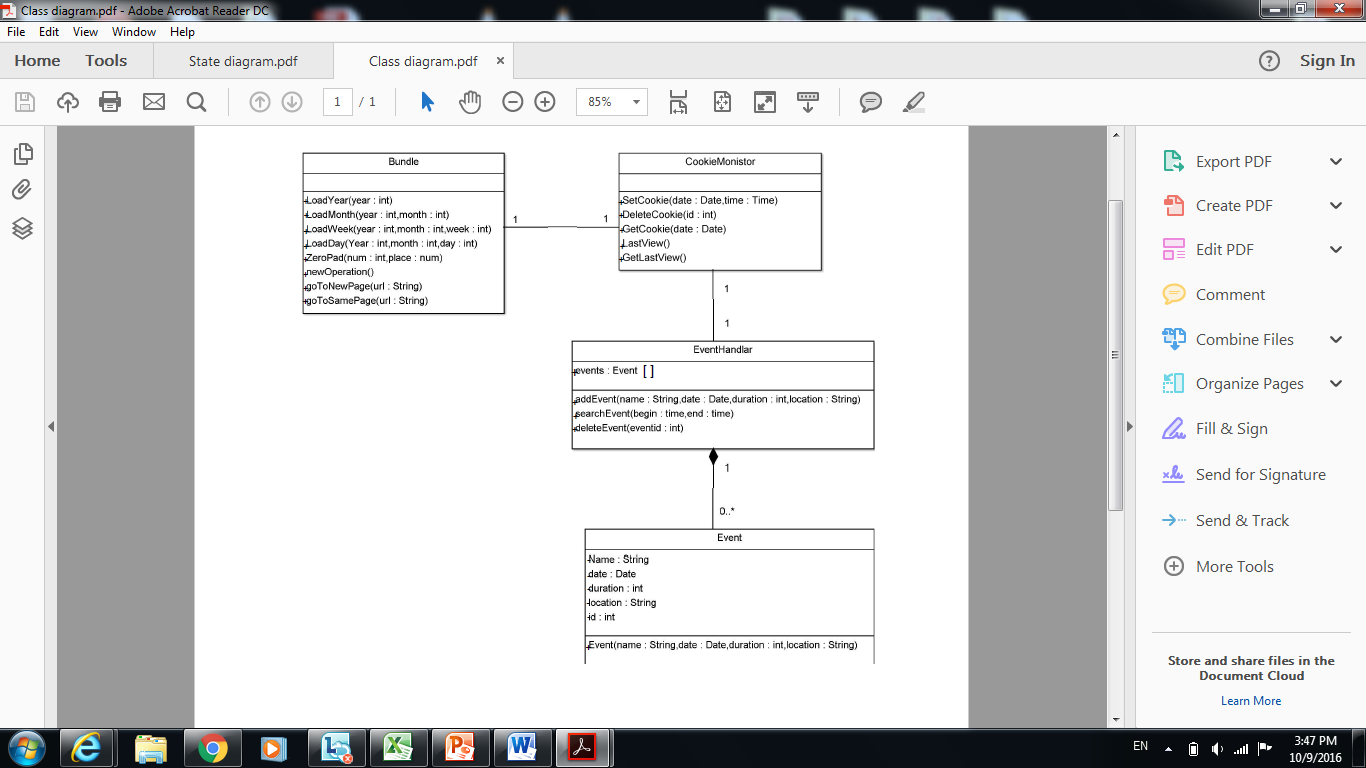 Class diagram.pdf - Adobe Acrobat Reader DC
File Edit View Window Help
Home Tools State diagram.pdf Class diagram.pdf × ? Sign In
1 / 1 85%
Bundle
+LoadYear(year : int)
+LoadMonth(year : int,month : int)
+LoadWeek(year : int,month : int,week : int)
+LoadDay(Year : int,month : int,day : int)
+ZeroPad(num : int,place : num)
+newOperation()
+goToNewPage(url : String)
+goToSamePage(url : String)
1 1
CookieMonistor
+SetCookie(date : Date,time : Time)
+DeleteCookie(id : int)
+GetCookie(date : Date)
+LastView()
+GetLastView()
1
1
EventHandlar
+events : Event [ ]
+addEvent(name : String,date : Date,duration : int,location : String)
+searchEvent(begin : time,end : time)
+deleteEvent(eventid : int)
1
0..*
Event
-Name : String
-date : Date
-duration : int
-location : String
-id : int
+Event(name : String,date : Date,duration : int,location : String)
Export PDF
Create PDF
Edit PDF
Comment
Combine Files
Organize Pages
Fill & Sign
Send for Signature
Send & Track
More Tools
Store and share files in the
Document Cloud
Learn More
EN 3:47 PM
10/9/2016